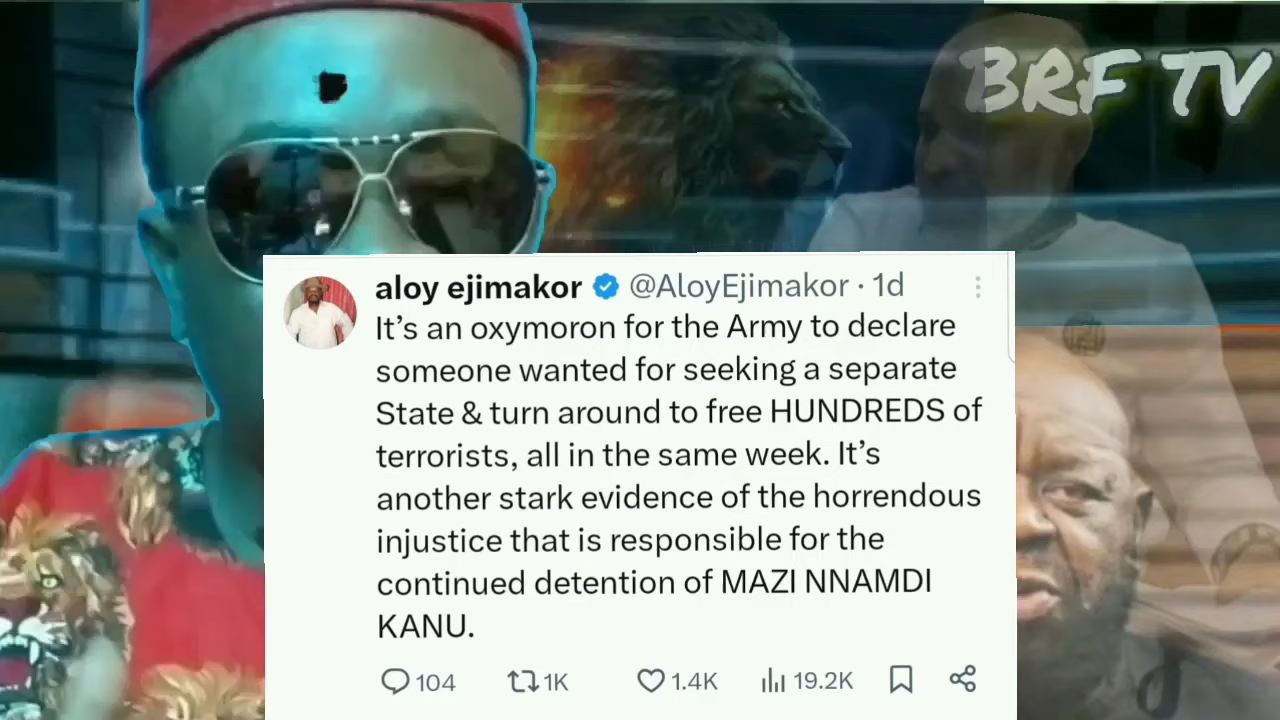 BRF TV
aloy ejimakor @AloyEjimakor · 1d
It’s an oxymoron for the Army to declare
someone wanted for seeking a separate
State & turn around to free HUNDREDS of
terrorists, all in the same week. It’s
another stark evidence of the horrendous
injustice that is responsible for the
continued detention of MAZI NNAMDI
KANU.
104 1K 1.4K 19.2K